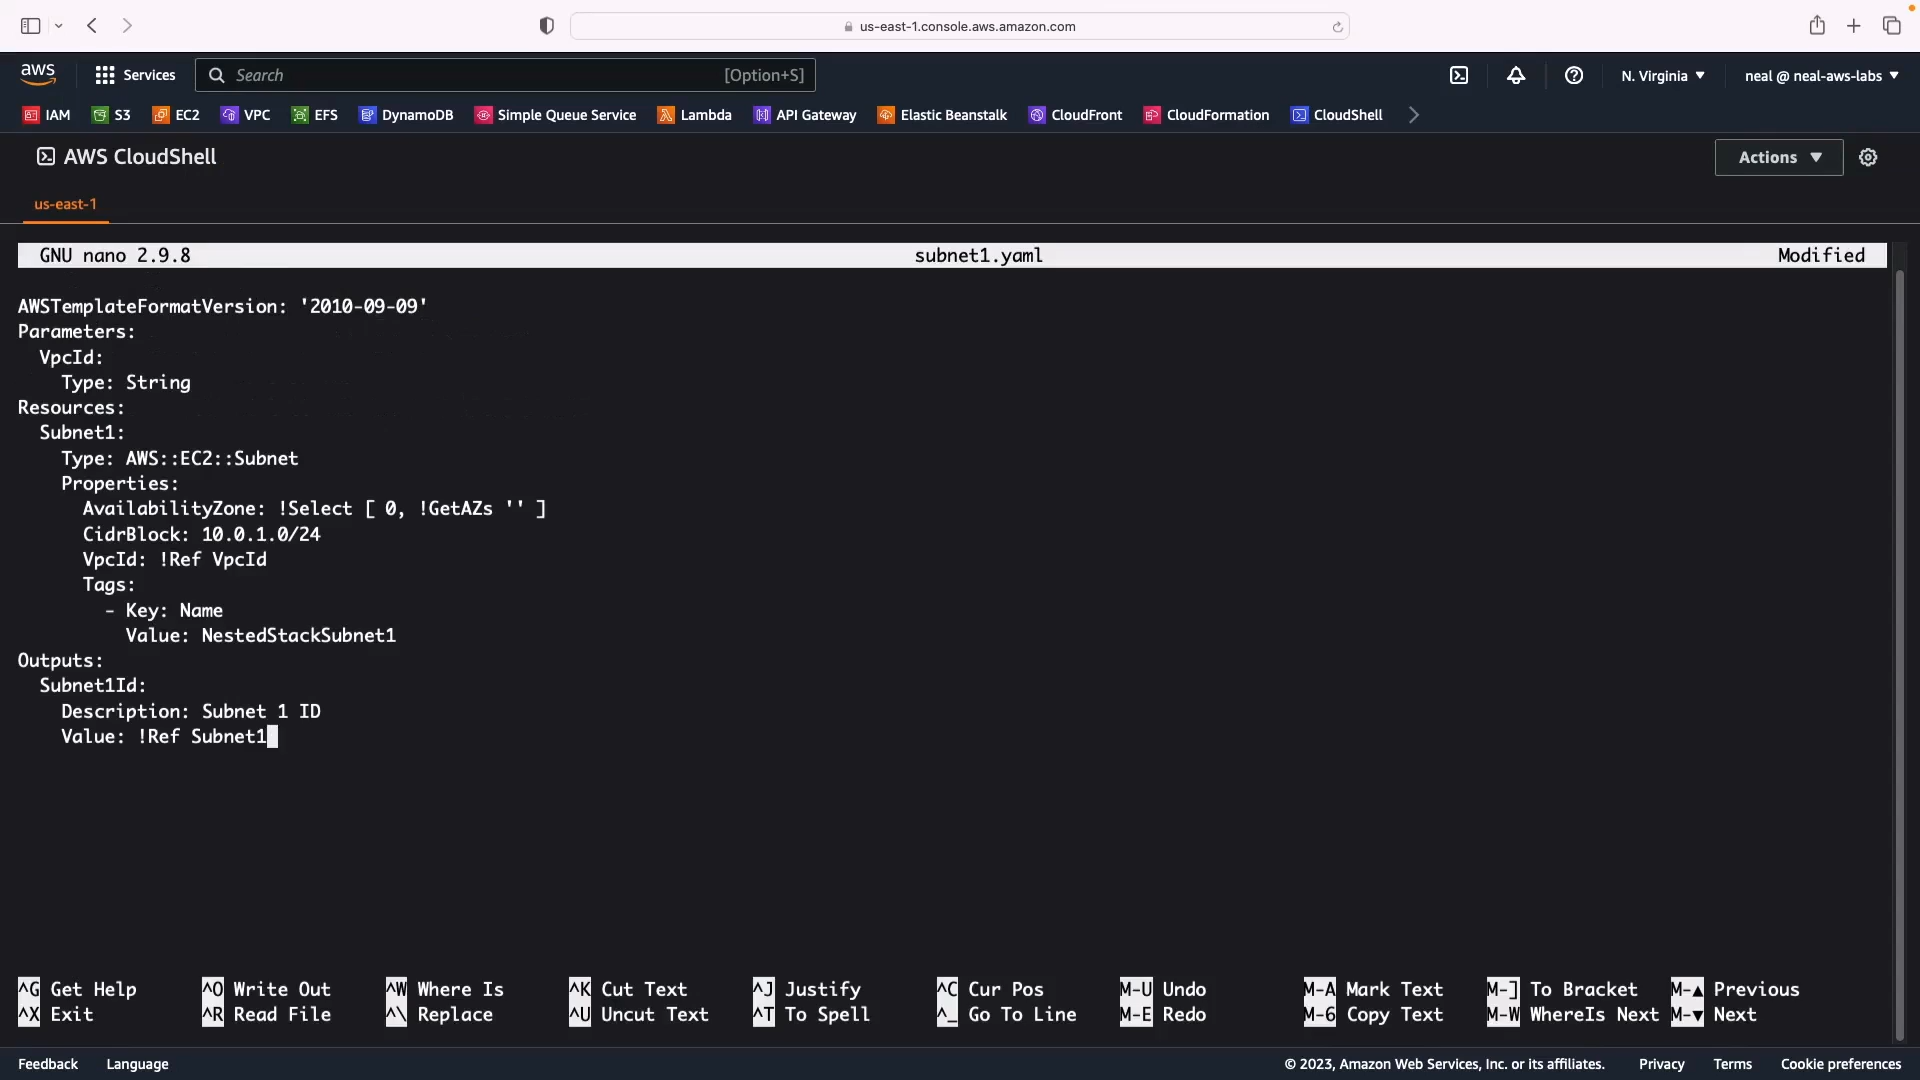 us-east-1.console.aws.amazon.com
aws Services Search [Option+S] N. Virginia ▼ neal @ neal-aws-labs ▼
IAM S3 EC2 VPC EFS DynamoDB Simple Queue Service Lambda API Gateway Elastic Beanstalk CloudFront CloudFormation CloudShell
AWS CloudShell Actions ▼
us-east-1
GNU nano 2.9.8 subnet1.yaml Modified
AWSTemplateFormatVersion: '2010-09-09'
Parameters:
  VpcId:
    Type: String
Resources:
  Subnet1:
    Type: AWS::EC2::Subnet
    Properties:
      AvailabilityZone: !Select [ 0, !GetAZs '' ]
      CidrBlock: 10.0.1.0/24
      VpcId: !Ref VpcId
      Tags:
        - Key: Name
          Value: NestedStackSubnet1
Outputs:
  Subnet1Id:
    Description: Subnet 1 ID
    Value: !Ref Subnet1
^G Get Help ^O Write Out ^W Where Is ^K Cut Text ^J Justify ^C Cur Pos M-U Undo M-A Mark Text M-] To Bracket M-▲ Previous
^X Exit ^R Read File ^\ Replace ^U Uncut Text ^T To Spell ^_ Go To Line M-E Redo M-6 Copy Text M-W WhereIs Next M-▼ Next
Feedback Language © 2023, Amazon Web Services, Inc. or its affiliates. Privacy Terms Cookie preferences